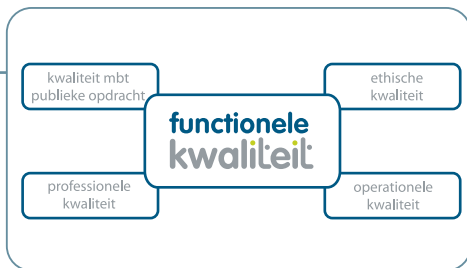 kwaliteit mbt
publieke opdracht
ethische
kwaliteit
functionele
kwaliteit
professionele
kwaliteit
operationele
kwaliteit